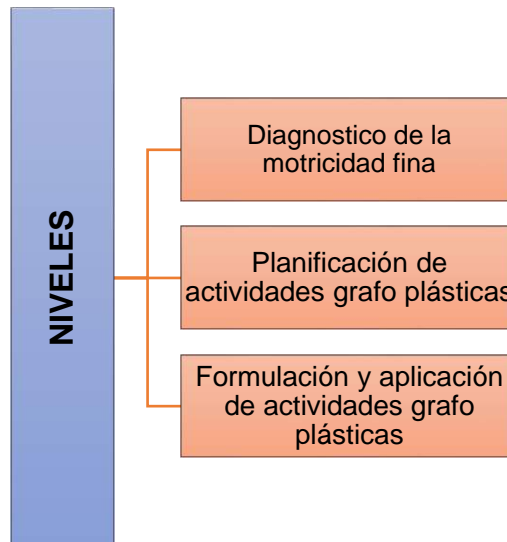 NIVELES
Diagnostico de la
motricidad fina
Planificación de
actividades grafo plásticas
Formulación y aplicación
de actividades grafo
plásticas